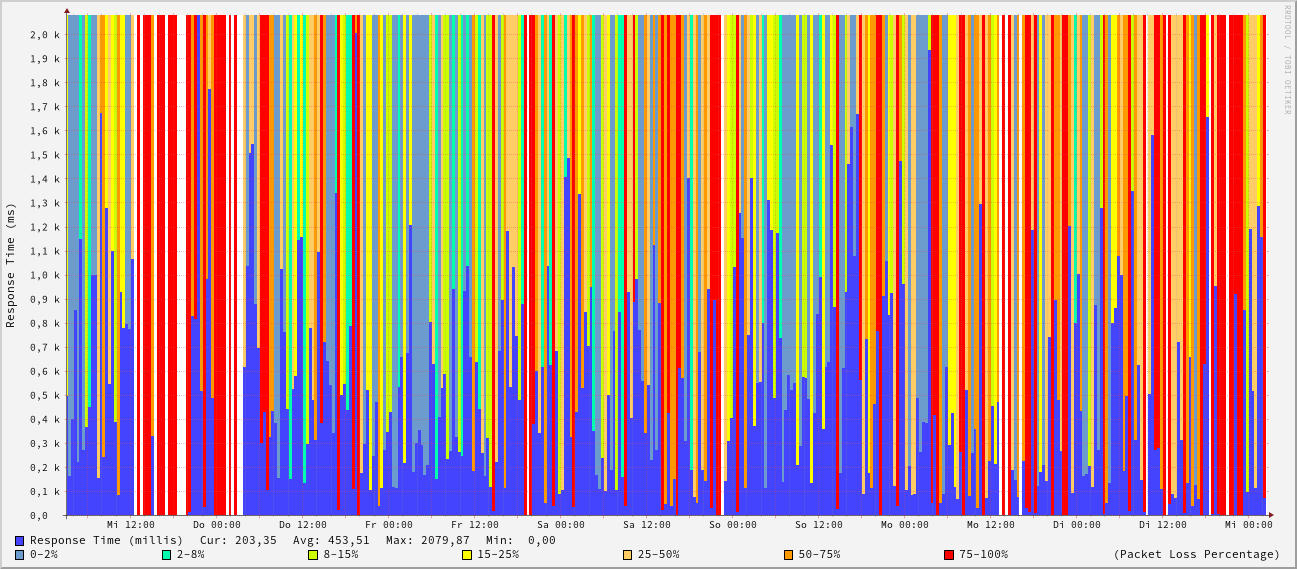 RRDTOOL / TOBI OETIKER
Response Time (ms)
2,0 k
1,9 k
1,8 k
1,7 k
1,6 k
1,5 k
1,4 k
1,3 k
1,2 k
1,1 k
1,0 k
0,9 k
0,8 k
0,7 k
0,6 k
0,5 k
0,4 k
0,3 k
0,2 k
0,1 k
0,0
Mi 12:00 Do 00:00 Do 12:00 Fr 00:00 Fr 12:00 Sa 00:00 Sa 12:00 So 00:00 So 12:00 Mo 00:00 Mo 12:00 Di 00:00 Di 12:00 Mi 00:00
Response Time (millis) Cur: 203,35 Avg: 453,51 Max: 2079,87 Min: 0,00
0-2% 2-8% 8-15% 15-25% 25-50% 50-75% 75-100% (Packet Loss Percentage)